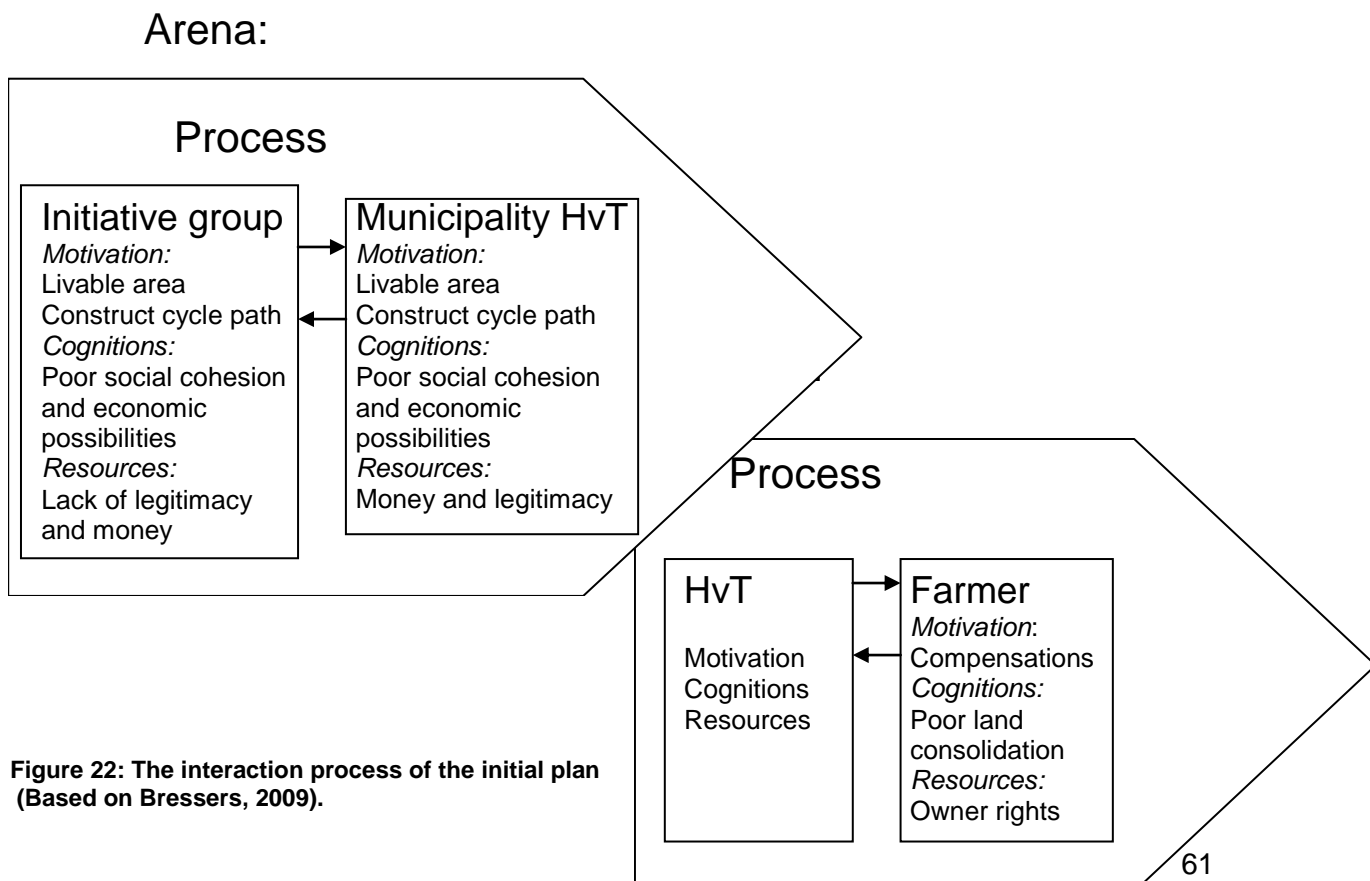 Arena:
Process
Initiative group
Motivation:
Livable area
Construct cycle path
Cognitions:
Poor social cohesion
and economic
possibilities
Resources:
Lack of legitimacy
and money
Municipality HvT
Motivation:
Livable area
Construct cycle path
Cognitions:
Poor social cohesion
and economic
possibilities
Resources:
Money and legitimacy
Process
HvT
Motivation
Cognitions
Resources
Farmer
Motivation:
Compensations
Cognitions:
Poor land
consolidation
Resources:
Owner rights
Figure 22: The interaction process of the initial plan
(Based on Bressers, 2009).
61